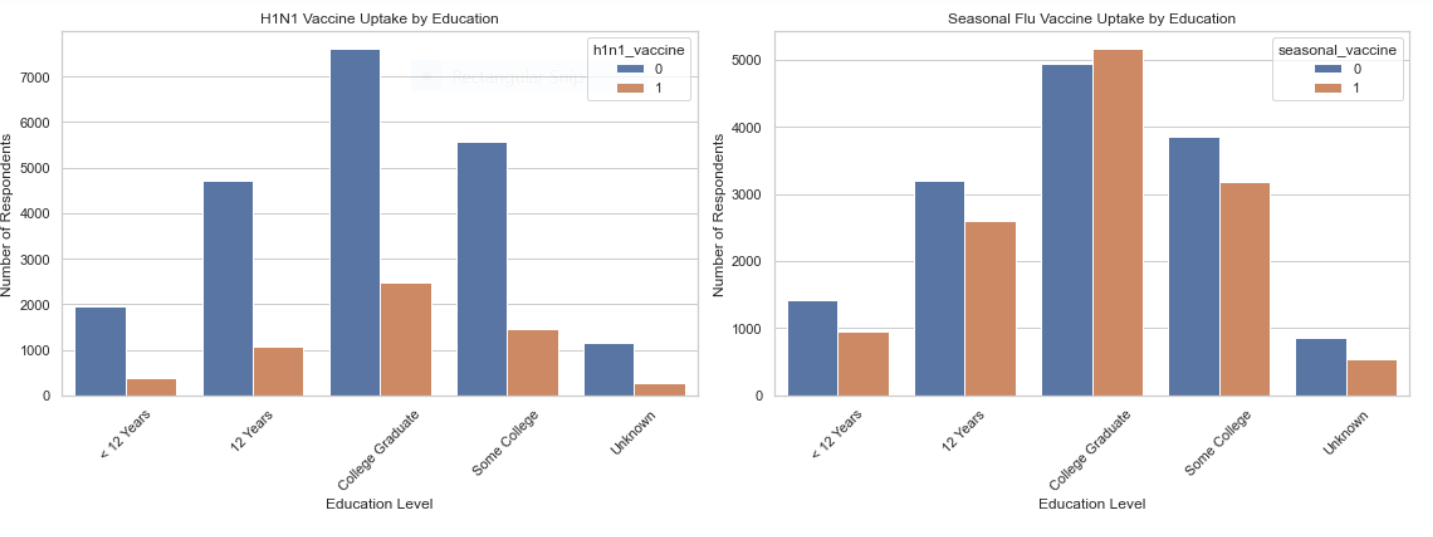 H1N1 Vaccine Uptake by Education
h1n1_vaccine
0
1
Rectangular Snip
Number of Respondents
7000
6000
5000
4000
3000
2000
1000
0
< 12 Years
12 Years
College Graduate
Some College
Unknown
Education Level
Seasonal Flu Vaccine Uptake by Education
seasonal_vaccine
0
1
Number of Respondents
5000
4000
3000
2000
1000
0
< 12 Years
12 Years
College Graduate
Some College
Unknown
Education Level